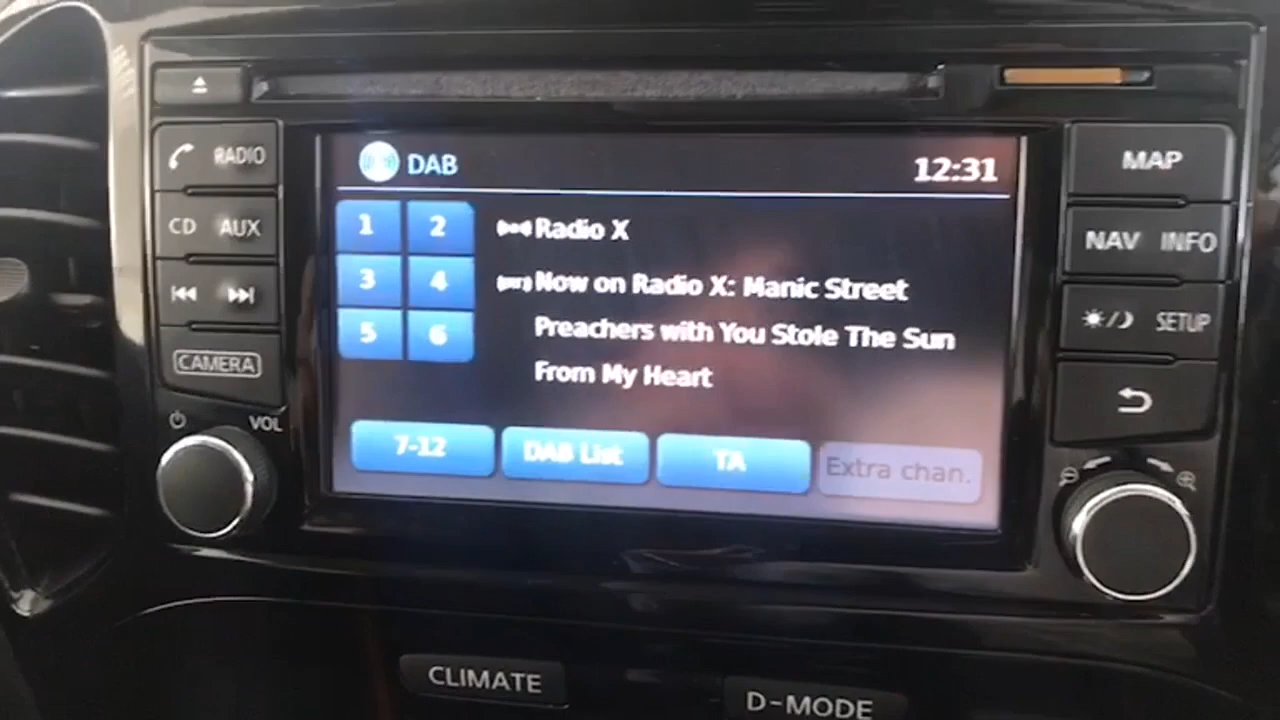 RADIO
CD AUX
CAMERA
VOL
DAB
12:31
1 2
3 4
5 6
Radio X
Now on Radio X: Manic Street
Preachers with You Stole The Sun
From My Heart
7-12
DAB List
TA
Extra chan.
MAP
NAV INFO
SETUP
CLIMATE
D-MODE